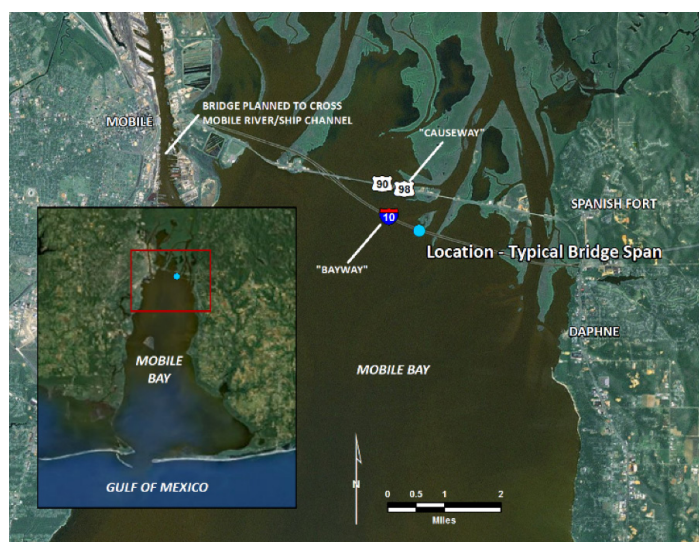 BRIDGE PLANNED TO CROSS
MOBILE RIVER/SHIP CHANNEL
MOBILE
"CAUSEWAY"
90
98
SPANISH FORT
10
Location - Typical Bridge Span
"BAYWAY"
DAPHNE
MOBILE BAY
MOBILE
BAY
GULF OF MEXICO
N
0 0.5 1 2
Miles